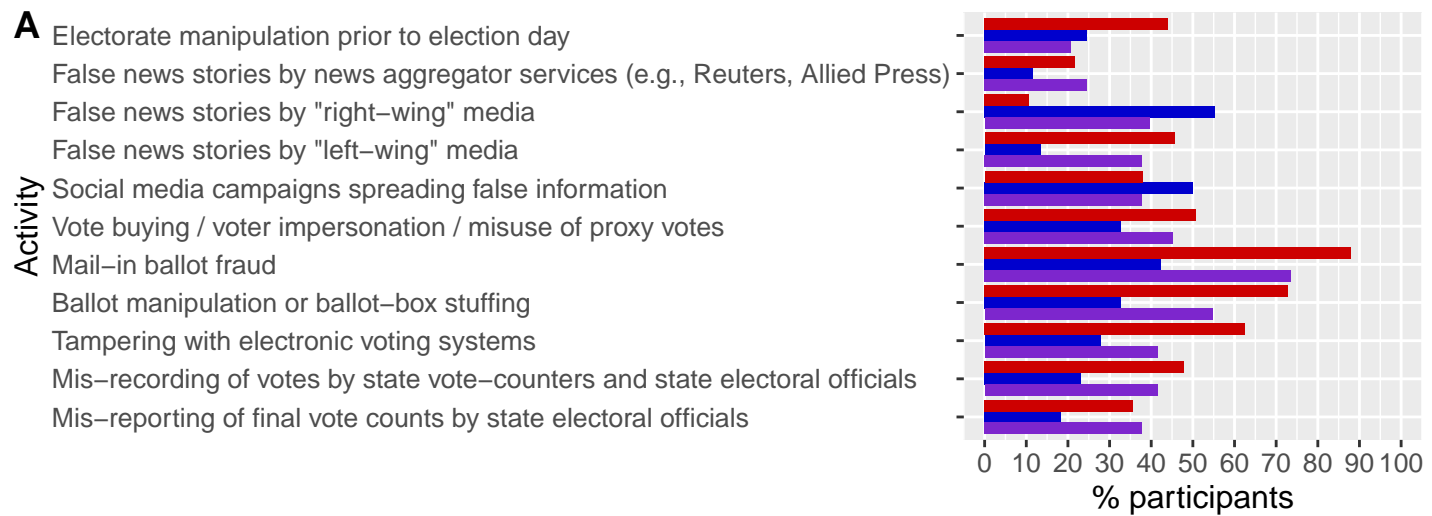 A
Electorate manipulation prior to election day
False news stories by news aggregator services (e.g., Reuters, Allied Press)
False news stories by "right−wing" media
False news stories by "left−wing" media
Social media campaigns spreading false information
Vote buying / voter impersonation / misuse of proxy votes
Mail−in ballot fraud
Ballot manipulation or ballot−box stuffing
Tampering with electronic voting systems
Mis−recording of votes by state vote−counters and state electoral officials
Mis−reporting of final vote counts by state electoral officials
Activity
0 10 20 30 40 50 60 70 80 90 100
% participants